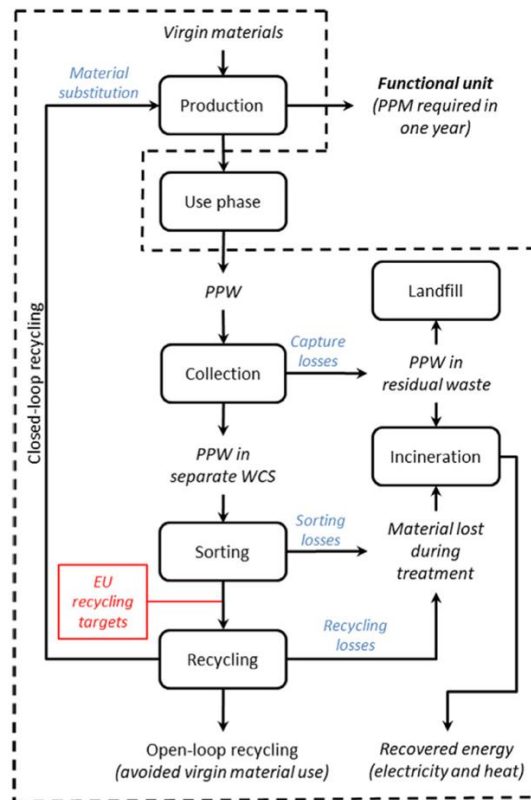 Virgin materials
Material
substitution
Production
Functional unit
(PPM required in
one year)
Use phase
PPW
Landfill
Capture
losses
Collection
PPW in
residual waste
Closed-loop recycling
PPW in
separate WCS
Incineration
Sorting
losses
Sorting
Material lost
during
treatment
EU
recycling
targets
Recycling
losses
Recycling
Open-loop recycling
(avoided virgin material use)
Recovered energy
(electricity and heat)